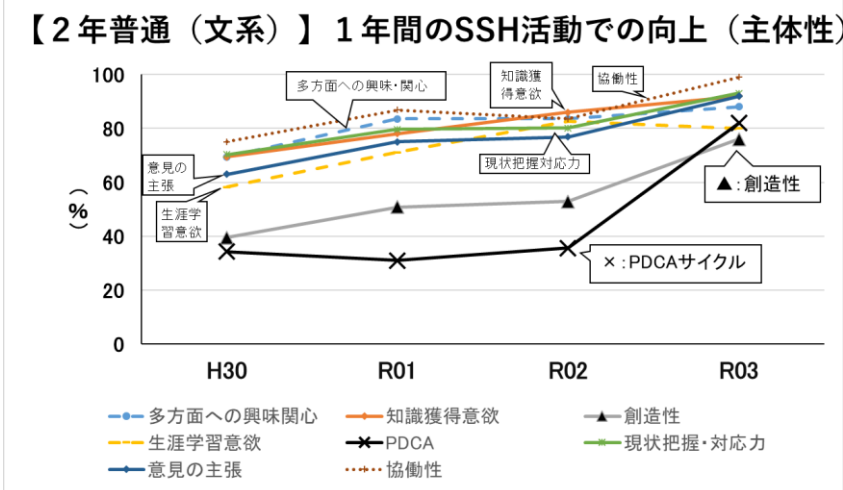 【２年普通（文系）】１年間のSSH活動での向上（主体性）
100
80
60
40
20
0
（%）
多方面への興味・関心
知識獲
得意欲
協働性
意見の
主張
生涯学
習意欲
現状把握対応力
▲:創造性
×:PDCAサイクル
H30 R01 R02 R03
多方面への興味関心 知識獲得意欲 創造性
生涯学習意欲 PDCA 現状把握・対応力
意見の主張 協働性